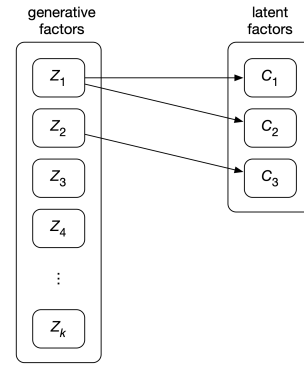 generative
factors
latent
factors
Z₁
C₁
Z₂
C₂
Z₃
C₃
Z₄
⋮
Zₖ